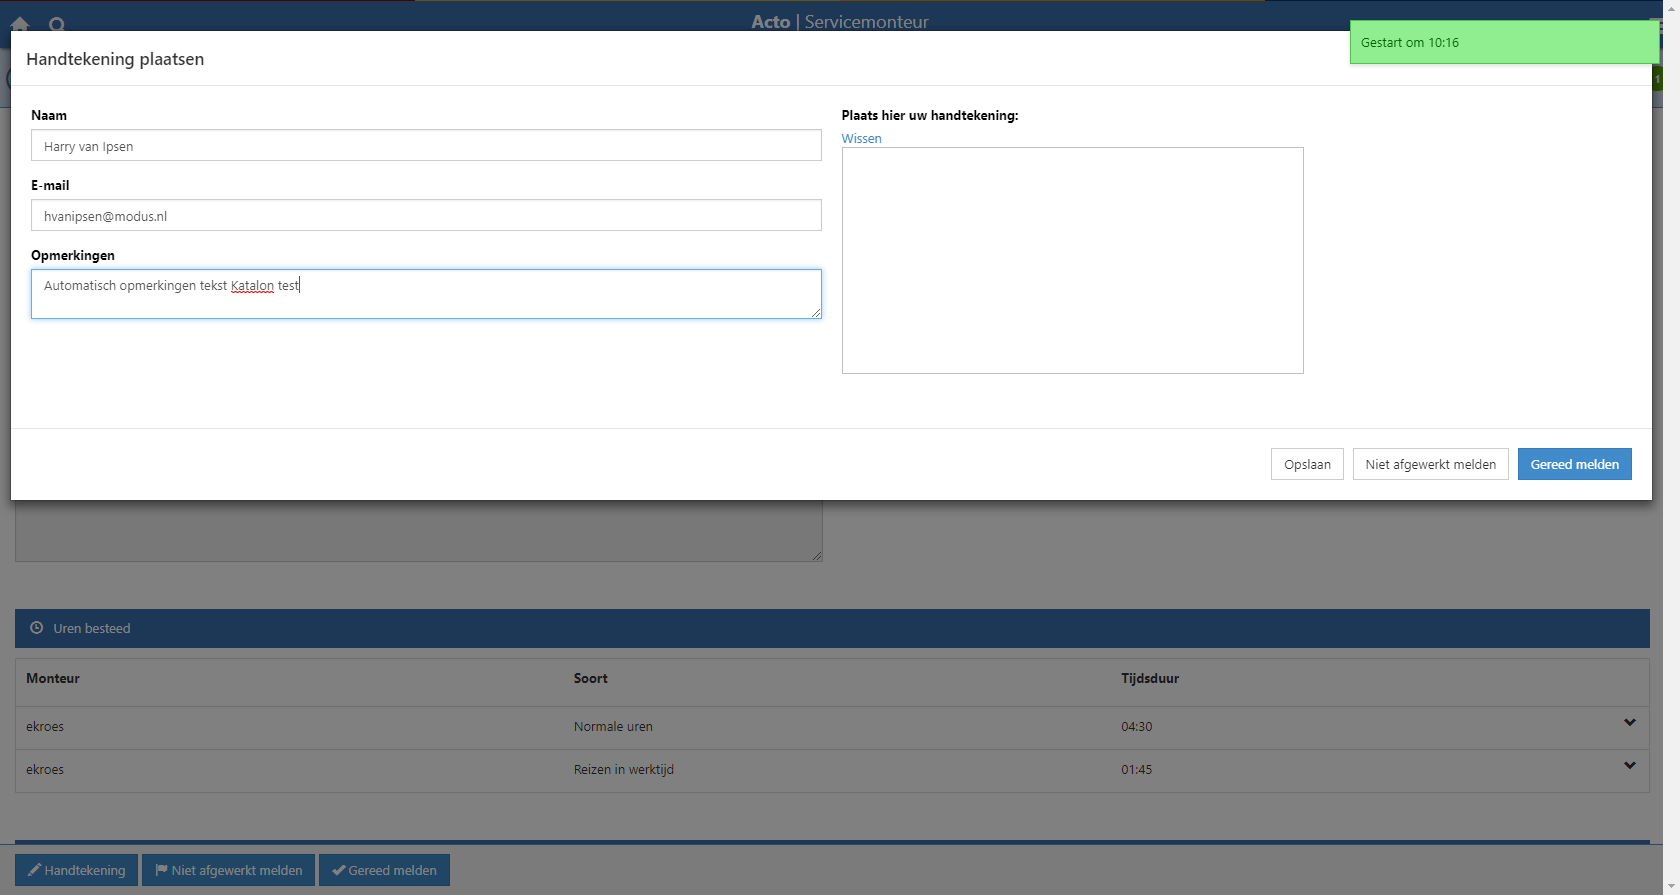 Acto | Servicemonteur
Gestart om 10:16
Handtekening plaatsen
1
Naam
Harry van Ipsen
E-mail
hvanipsen@modus.nl
Opmerkingen
Automatisch opmerkingen tekst Katalon test
Plaats hier uw handtekening:
Wissen
Opslaan
Niet afgewerkt melden
Gereed melden
Uren besteed
Monteur Soort Tijdsduur
ekroes Normale uren 04:30
ekroes Reizen in werktijd 01:45
Handtekening Niet afgewerkt melden Gereed melden